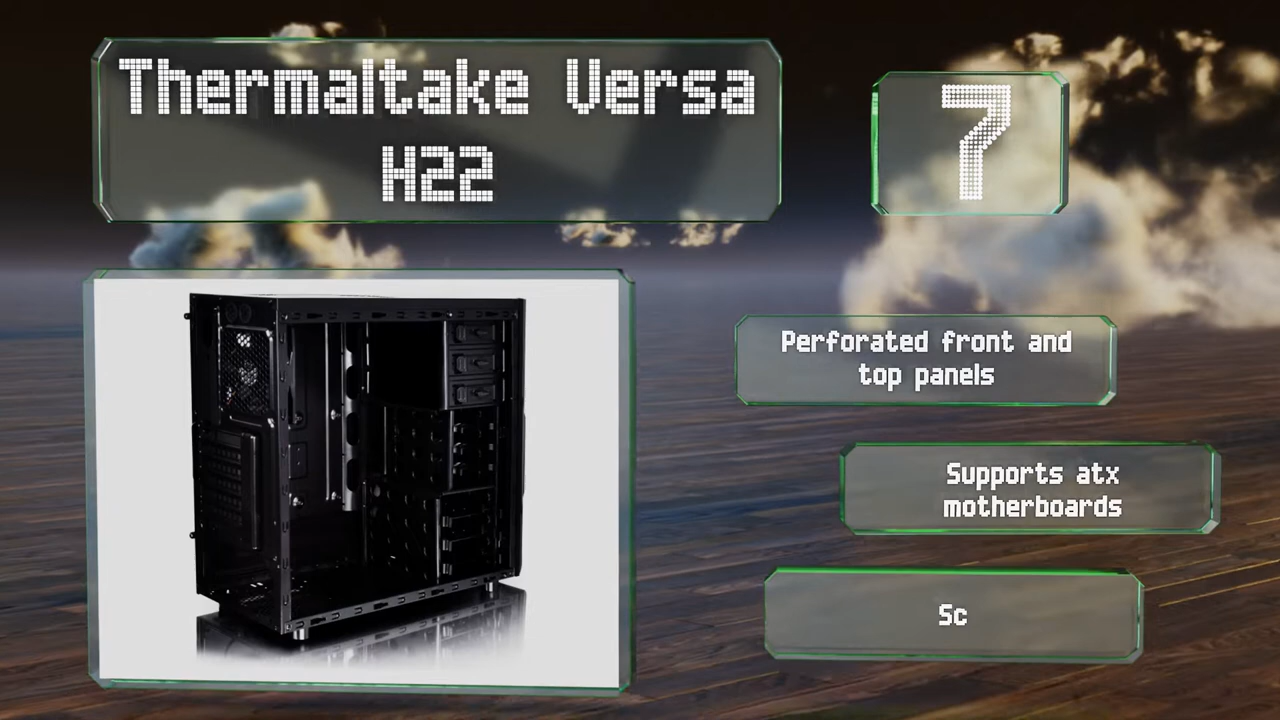 Thermaltake Versa
H22
7
Perforated front and
top panels
Supports atx
motherboards
Sc